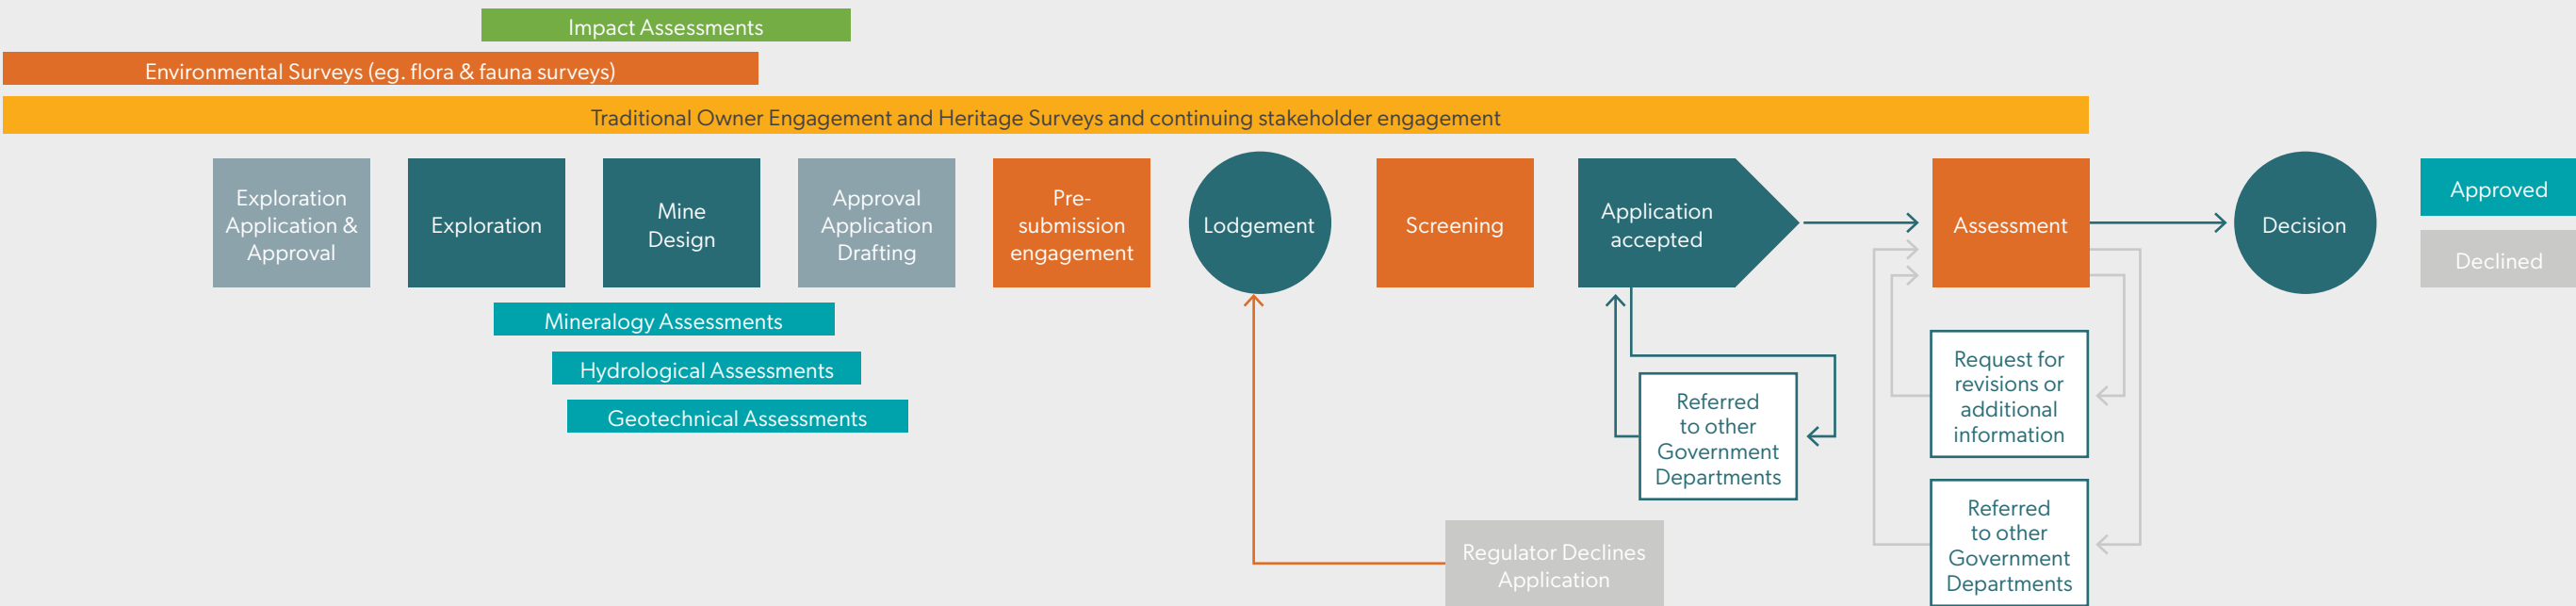 Impact Assessments
Environmental Surveys (eg. flora & fauna surveys)
Traditional Owner Engagement and Heritage Surveys and continuing stakeholder engagement
Exploration
Application &
Approval
Exploration
Mine
Design
Approval
Application
Drafting
Pre-
submission
engagement
Lodgement
Screening
Application
accepted
Assessment
Decision
Approved
Declined
Mineralogy Assessments
Hydrological Assessments
Geotechnical Assessments
Referred
to other
Government
Departments
Request for
revisions or
additional
information
Referred
to other
Government
Departments
Regulator Declines
Application